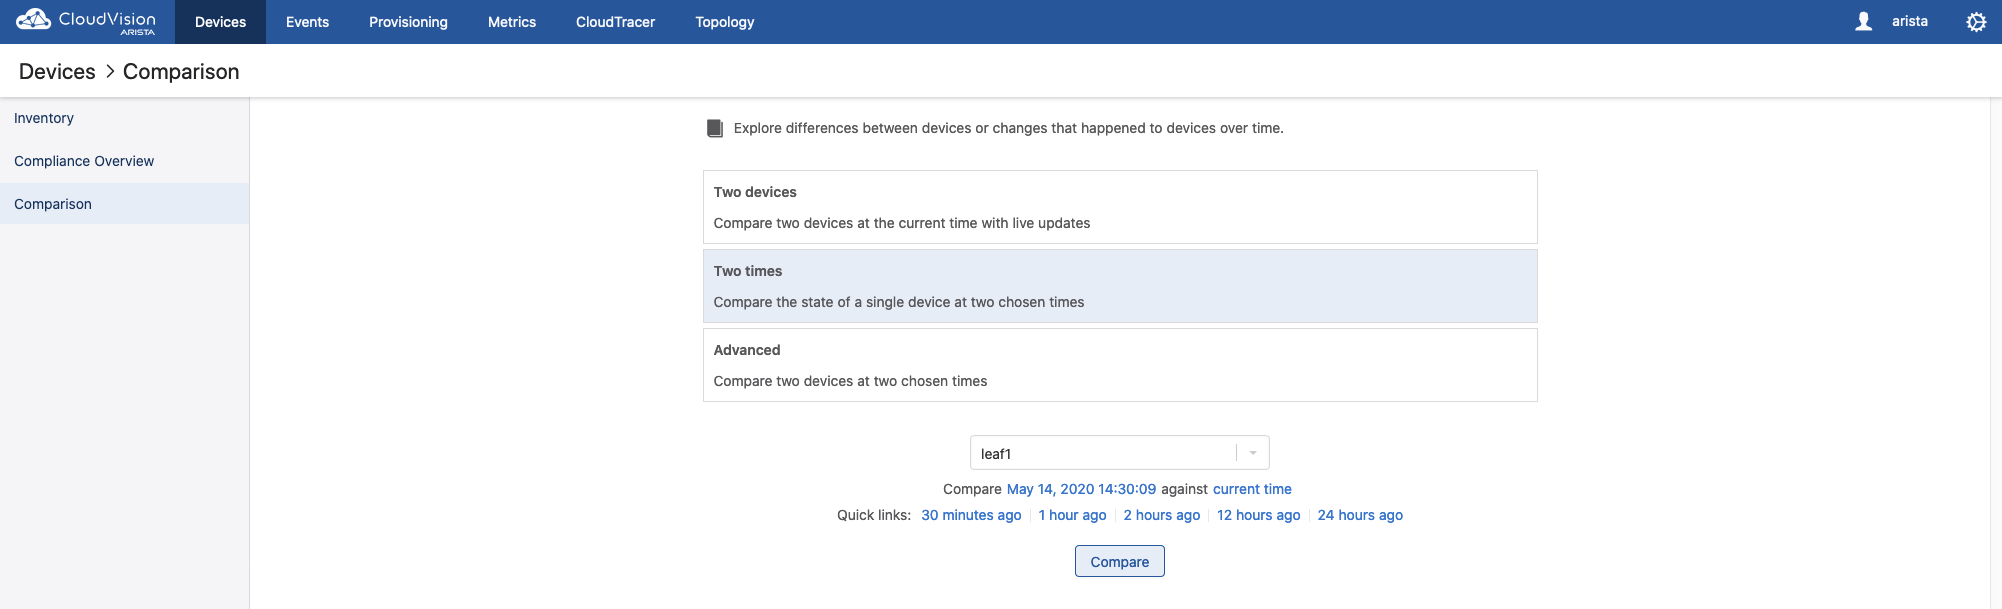 CloudVision
ARISTA
Devices Events Provisioning Metrics CloudTracer Topology arista
Devices > Comparison
Inventory
Compliance Overview
Comparison
Explore differences between devices or changes that happened to devices over time.
Two devices
Compare two devices at the current time with live updates
Two times
Compare the state of a single device at two chosen times
Advanced
Compare two devices at two chosen times
leaf1
Compare May 14, 2020 14:30:09 against current time
Quick links: 30 minutes ago 1 hour ago 2 hours ago 12 hours ago 24 hours ago
Compare